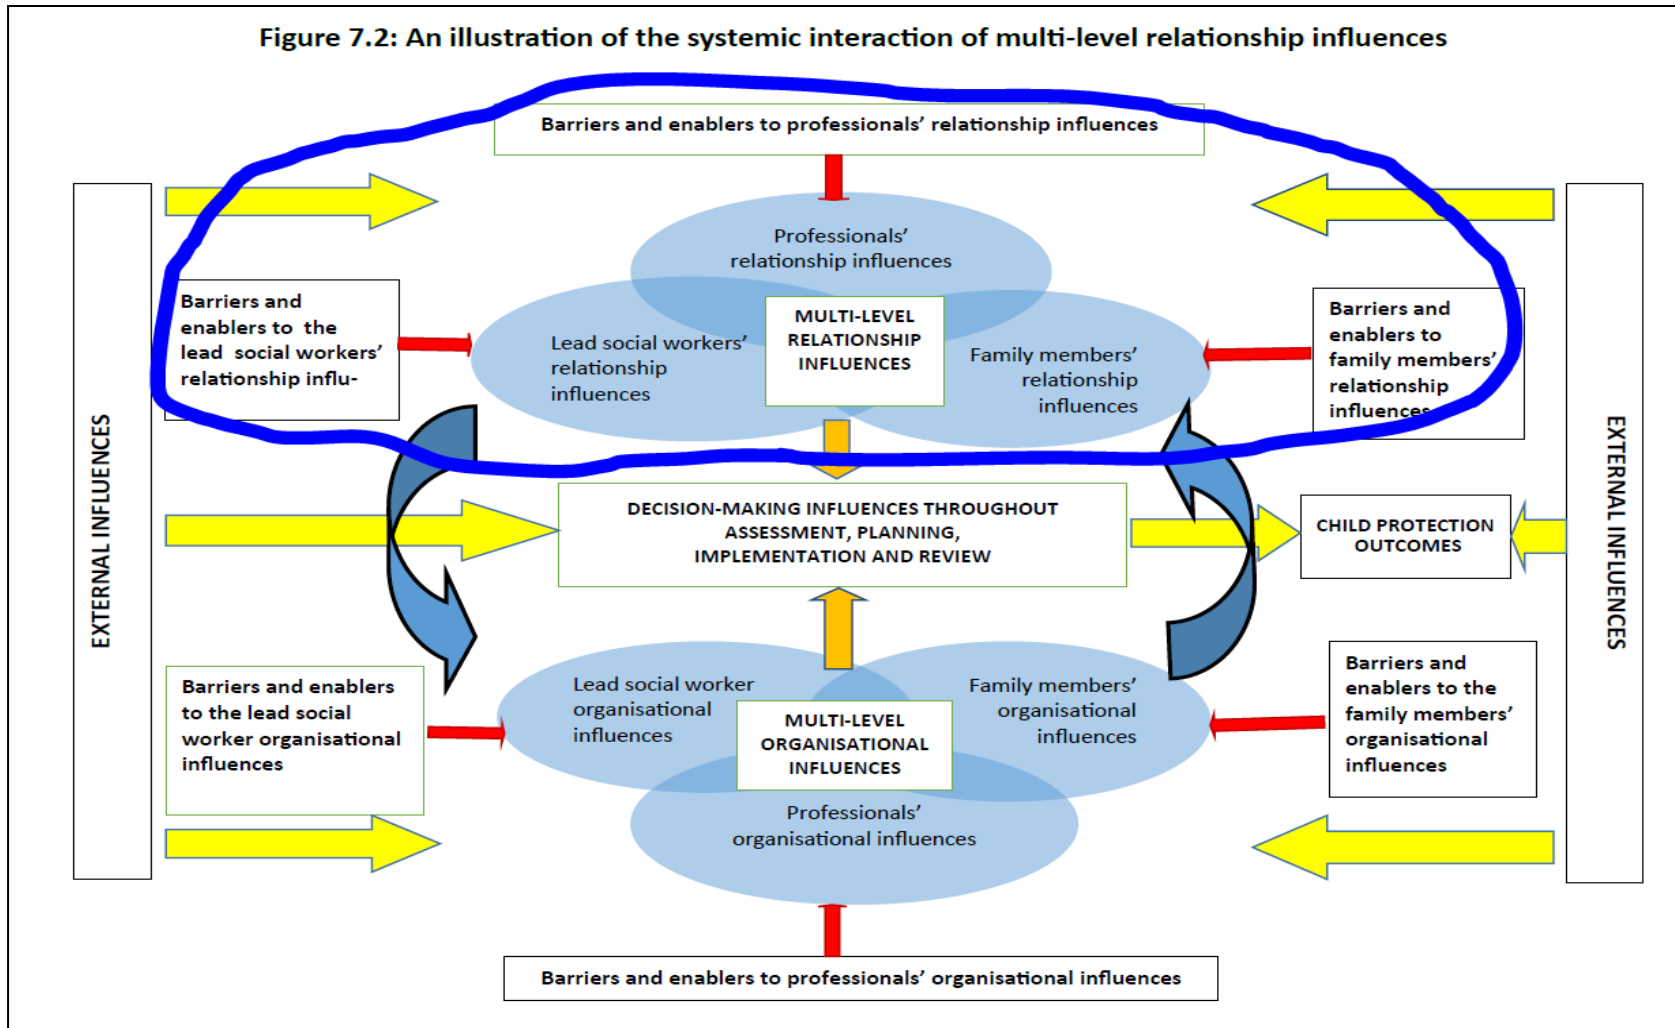 Figure 7.2: An illustration of the systemic interaction of multi-level relationship influences
Barriers and enablers to professionals’ relationship influences
EXTERNAL INFLUENCES
Professionals’
relationship influences
Barriers and
enablers to the
lead social workers’
relationship influ-
Lead social workers’
relationship
influences
MULTI-LEVEL
RELATIONSHIP
INFLUENCES
Family members’
relationship
influences
Barriers and
enablers to
family members’
relationship
influences
EXTERNAL INFLUENCES
DECISION-MAKING INFLUENCES THROUGHOUT
ASSESSMENT, PLANNING,
IMPLEMENTATION AND REVIEW
CHILD PROTECTION
OUTCOMES
Barriers and enablers
to the lead social
worker organisational
influences
Lead social worker
organisational
influences
MULTI-LEVEL
ORGANISATIONAL
INFLUENCES
Family members’
organisational
influences
Barriers and
enablers to the
family members’
organisational
influences
Professionals’
organisational influences
Barriers and enablers to professionals’ organisational influences